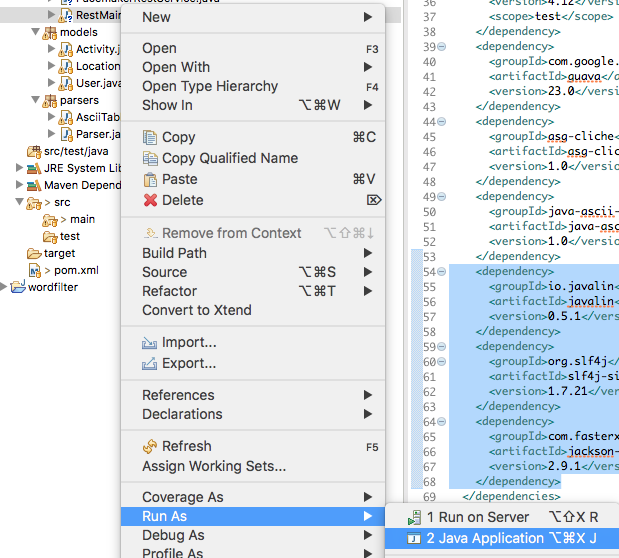 RestMain
models
Activity.j
Location
User.java
parsers
AsciiTab
Parser.ja
src/test/java
JRE System Lib
Maven Depend
> src
> main
test
target
> pom.xml
wordfilter
New
Open F3
Open With
Open Type Hierarchy F4
Show In ⌥⌘W
Copy ⌘C
Copy Qualified Name
Paste ⌘V
Delete ⌦
Remove from Context ⌥⇧⌘↓
Build Path
Source ⌥⌘S
Refactor ⌥⌘T
Convert to Xtend
Import...
Export...
References
Declarations
Refresh F5
Assign Working Sets...
Coverage As
Run As
Debug As
Profile As
1 Run on Server ⌥⇧X R
2 Java Application ⌥⌘X J
36 <version>4.12</versi
37 <scope>test</scope>
38 </dependency>
39 <dependency>
40 <groupId>com.google.
41 <artifactId>guava</a
42 <version>23.0</versi
43 </dependency>
44 <dependency>
45 <groupId>asg-cliche<
46 <artifactId>asg-clic
47 <version>1.0</versio
48 </dependency>
49 <dependency>
50 <groupId>java-ascii-
51 <artifactId>java-asc
52 <version>1.0</versio
53 </dependency>
54 <dependency>
55 <groupId>io.javalin<
56 <artifactId>javalin<
57 <version>0.5.1</vers
58 </dependency>
59 <dependency>
60 <groupId>org.slf4j</
61 <artifactId>slf4j-si
62 <version>1.7.21</ver
63 </dependency>
64 <dependency>
65 <groupId>com.fasterx
66 <artifactId>jackson-
67 <version>2.9.1</vers
68 </dependency>
69 </dependencies>